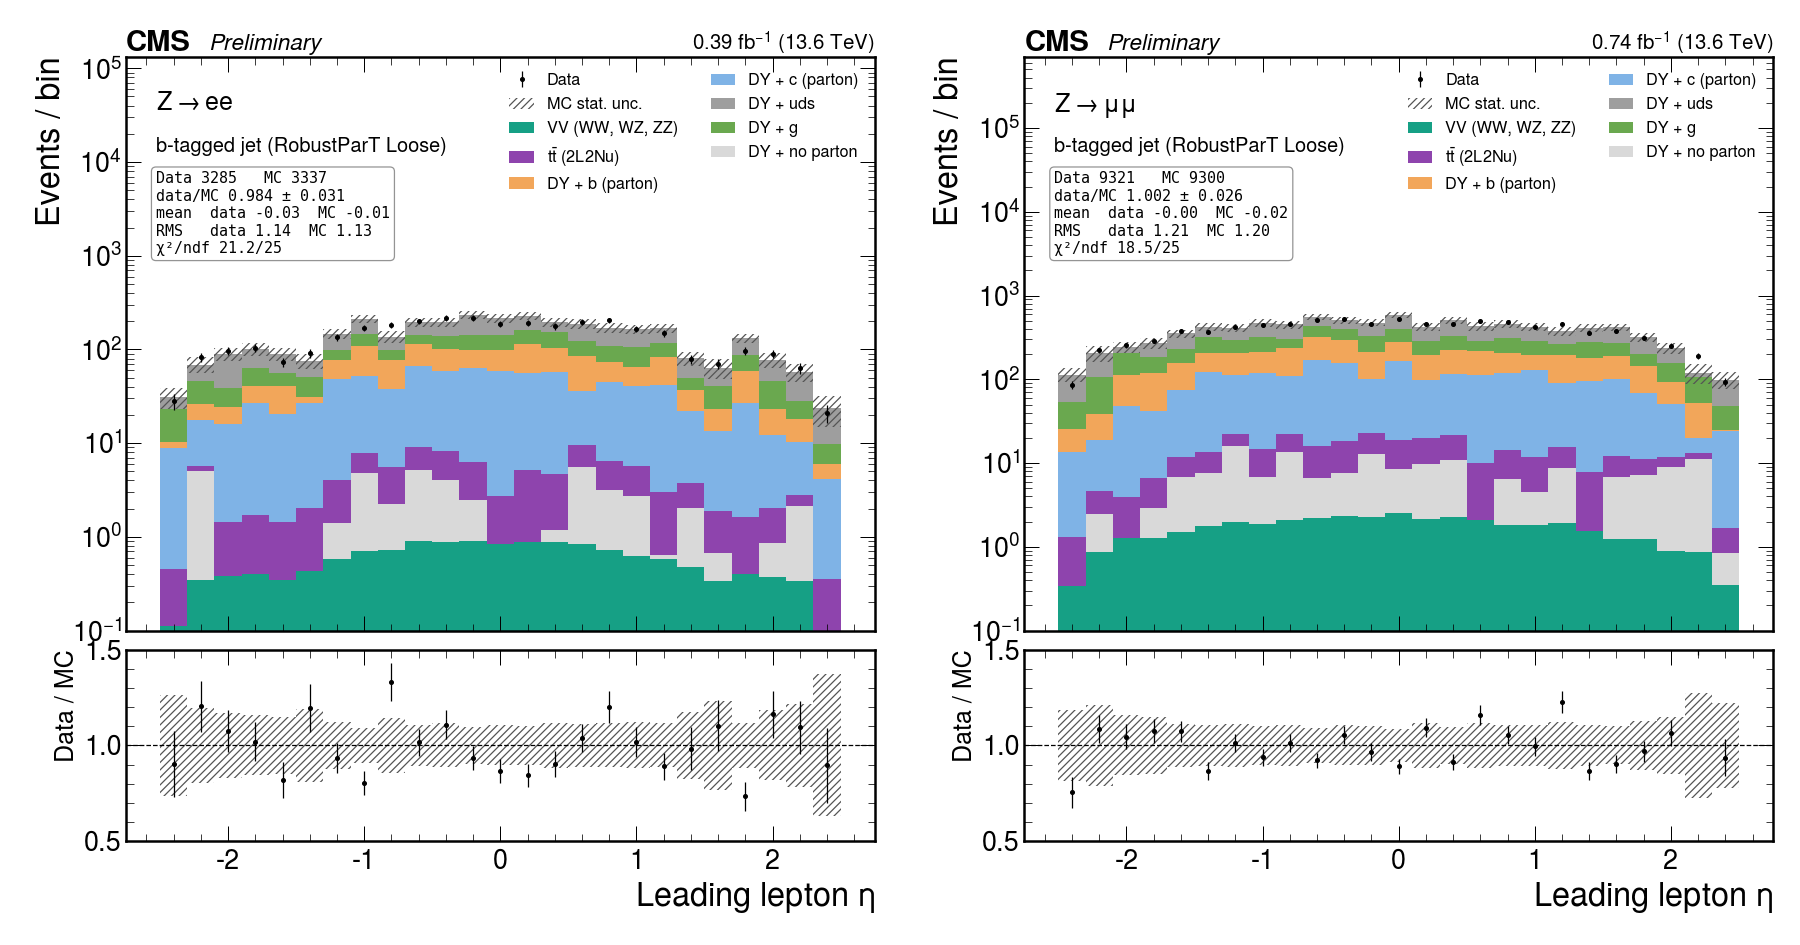 CMS Preliminary 0.39 fb⁻¹ (13.6 TeV)
Events / bin
10⁵
10⁴
10³
10²
10¹
10⁰
10⁻¹
Z → ee
b-tagged jet (RobustParT Loose)
Data 3285 MC 3337
data/MC 0.984 ± 0.031
mean data -0.03 MC -0.01
RMS data 1.14 MC 1.13
χ²/ndf 21.2/25
Data
MC stat. unc.
VV (WW, WZ, ZZ)
tt̄ (2L2Nu)
DY + b (parton)
DY + c (parton)
DY + uds
DY + g
DY + no parton
Data / MC
1.5
1.0
0.5
-2 -1 0 1 2
Leading lepton η
CMS Preliminary 0.74 fb⁻¹ (13.6 TeV)
Events / bin
10⁵
10⁴
10³
10²
10¹
10⁰
10⁻¹
Z → μμ
b-tagged jet (RobustParT Loose)
Data 9321 MC 9300
data/MC 1.002 ± 0.026
mean data -0.00 MC -0.02
RMS data 1.21 MC 1.20
χ²/ndf 18.5/25
Data
MC stat. unc.
VV (WW, WZ, ZZ)
tt̄ (2L2Nu)
DY + b (parton)
DY + c (parton)
DY + uds
DY + g
DY + no parton
Data / MC
1.5
1.0
0.5
-2 -1 0 1 2
Leading lepton η